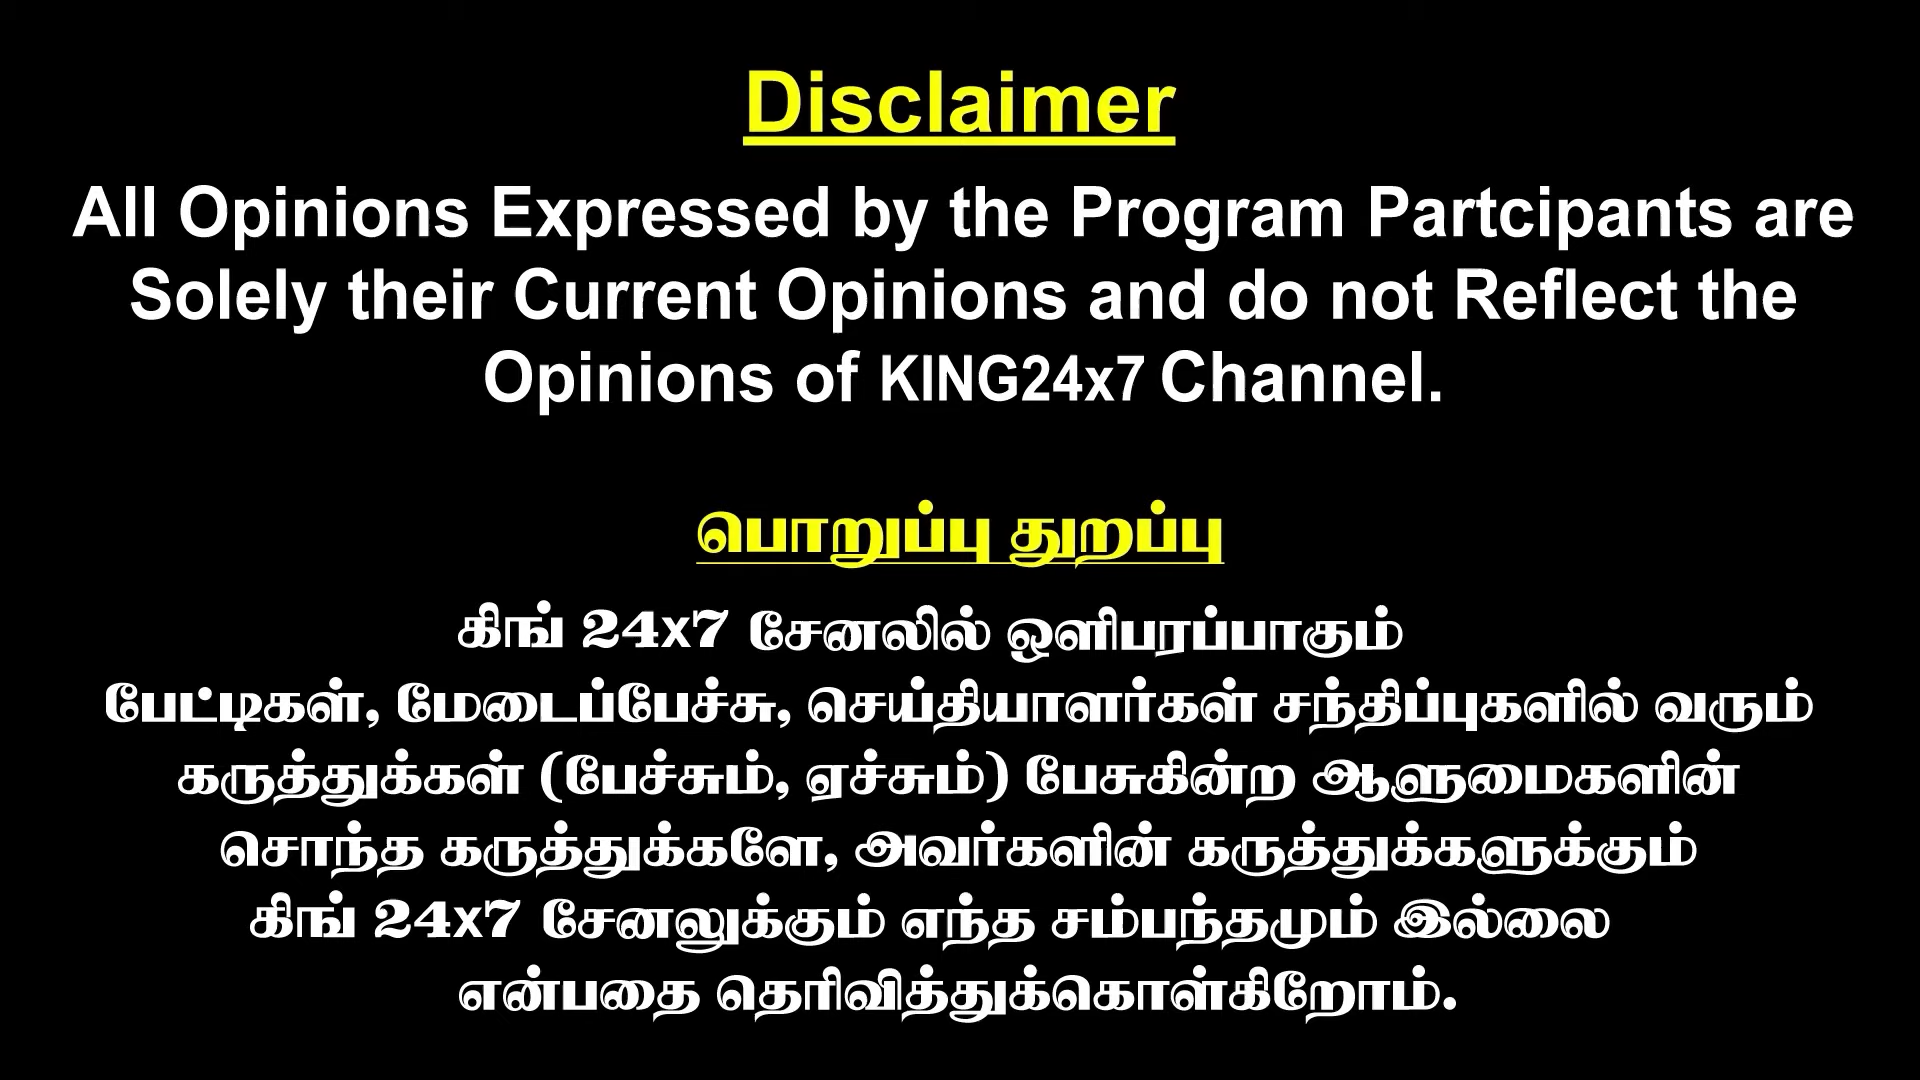 Disclaimer
All Opinions Expressed by the Program Partcipants are
Solely their Current Opinions and do not Reflect the
Opinions of KING24x7 Channel.
பொறுப்பு துறப்பு
கிங் 24x7 சேனலில் ஒளிபரப்பாகும்
பேட்டிகள், மேடைப்பேச்சு, செய்தியாளர்கள் சந்திப்புகளில் வரும்
கருத்துக்கள் (பேச்சும், ஏச்சும்) பேசுகின்ற ஆளுமைகளின்
சொந்த கருத்துக்களே, அவர்களின் கருத்துக்களுக்கும்
கிங் 24x7 சேனலுக்கும் எந்த சம்பந்தமும் இல்லை
என்பதை தெரிவித்துக்கொள்கிறோம்.